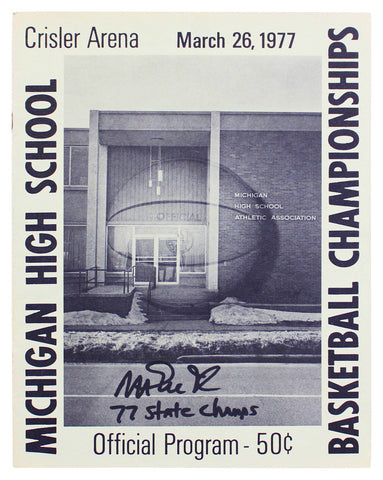 Crisler Arena March 26, 1977
MICHIGAN HIGH SCHOOL
BASKETBALL CHAMPIONSHIPS
OFFICIAL
MICHIGAN
HIGH SCHOOL
ATHLETIC ASSOCIATION
77 State Champs
Official Program - 50¢